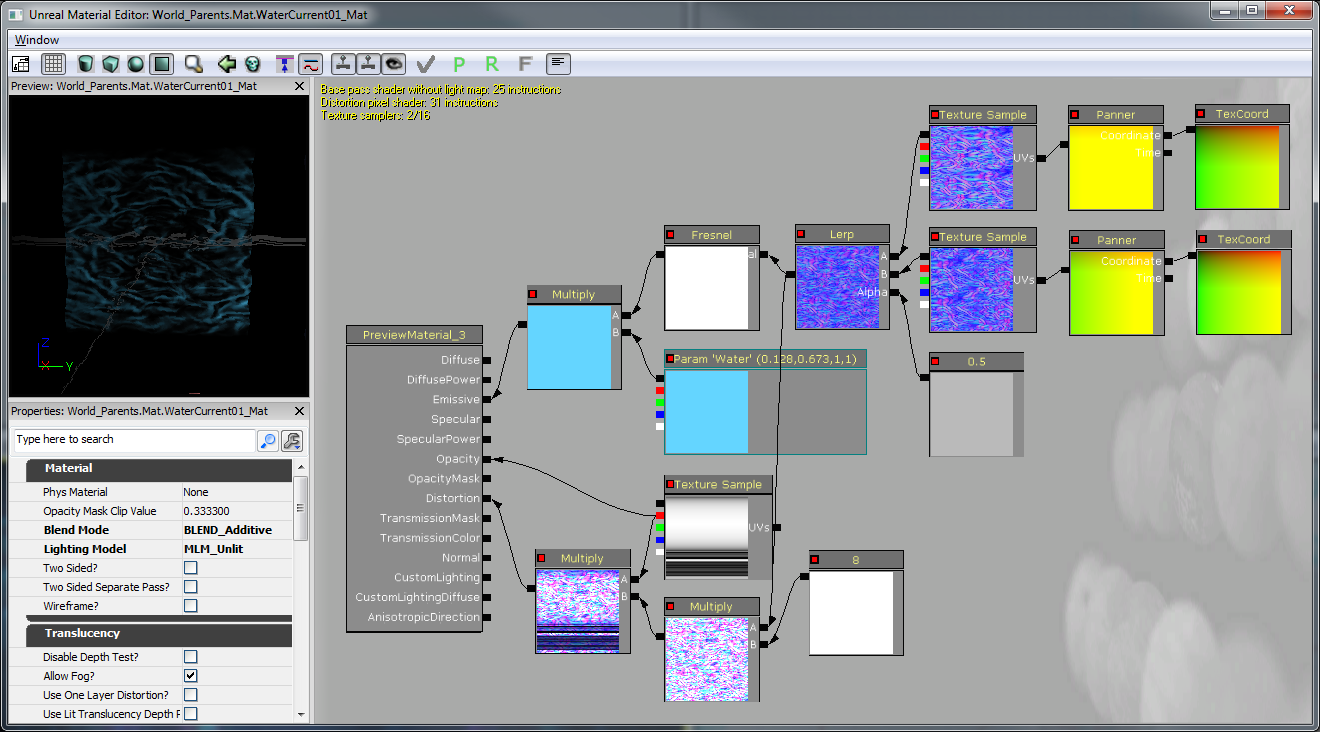 Unreal Material Editor: World_Parents.Mat.WaterCurrent01_Mat
Window
P R F
Preview: World_Parents.Mat.WaterCurrent01_Mat
Z
X
Y
Properties: World_Parents.Mat.WaterCurrent01_Mat
Type here to search
Material
Phys Material None
Opacity Mask Clip Value 0.333300
Blend Mode BLEND_Additive
Lighting Model MLM_Unlit
Two Sided?
Two Sided Separate Pass?
Wireframe?
Translucency
Disable Depth Test?
Allow Fog?
Use One Layer Distortion?
Use Lit Translucency Depth P
Base pass shader without light map: 25 instructions
Distortion pixel shader: 31 instructions
Texture samplers: 2/16
PreviewMaterial_3
Diffuse
DiffusePower
Emissive
Specular
SpecularPower
Opacity
OpacityMask
Distortion
TransmissionMask
TransmissionColor
Normal
CustomLighting
CustomLightingDiffuse
AnisotropicDirection
Multiply
A
B
Fresnel
al
Param 'Water' (0.128,0.673,1,1)
Lerp
A
B
Alpha
Texture Sample
UVs
Panner
Coordinate
Time
TexCoord
Texture Sample
UVs
Panner
Coordinate
Time
TexCoord
0.5
Texture Sample
UVs
Multiply
A
B
Multiply
A
B
8